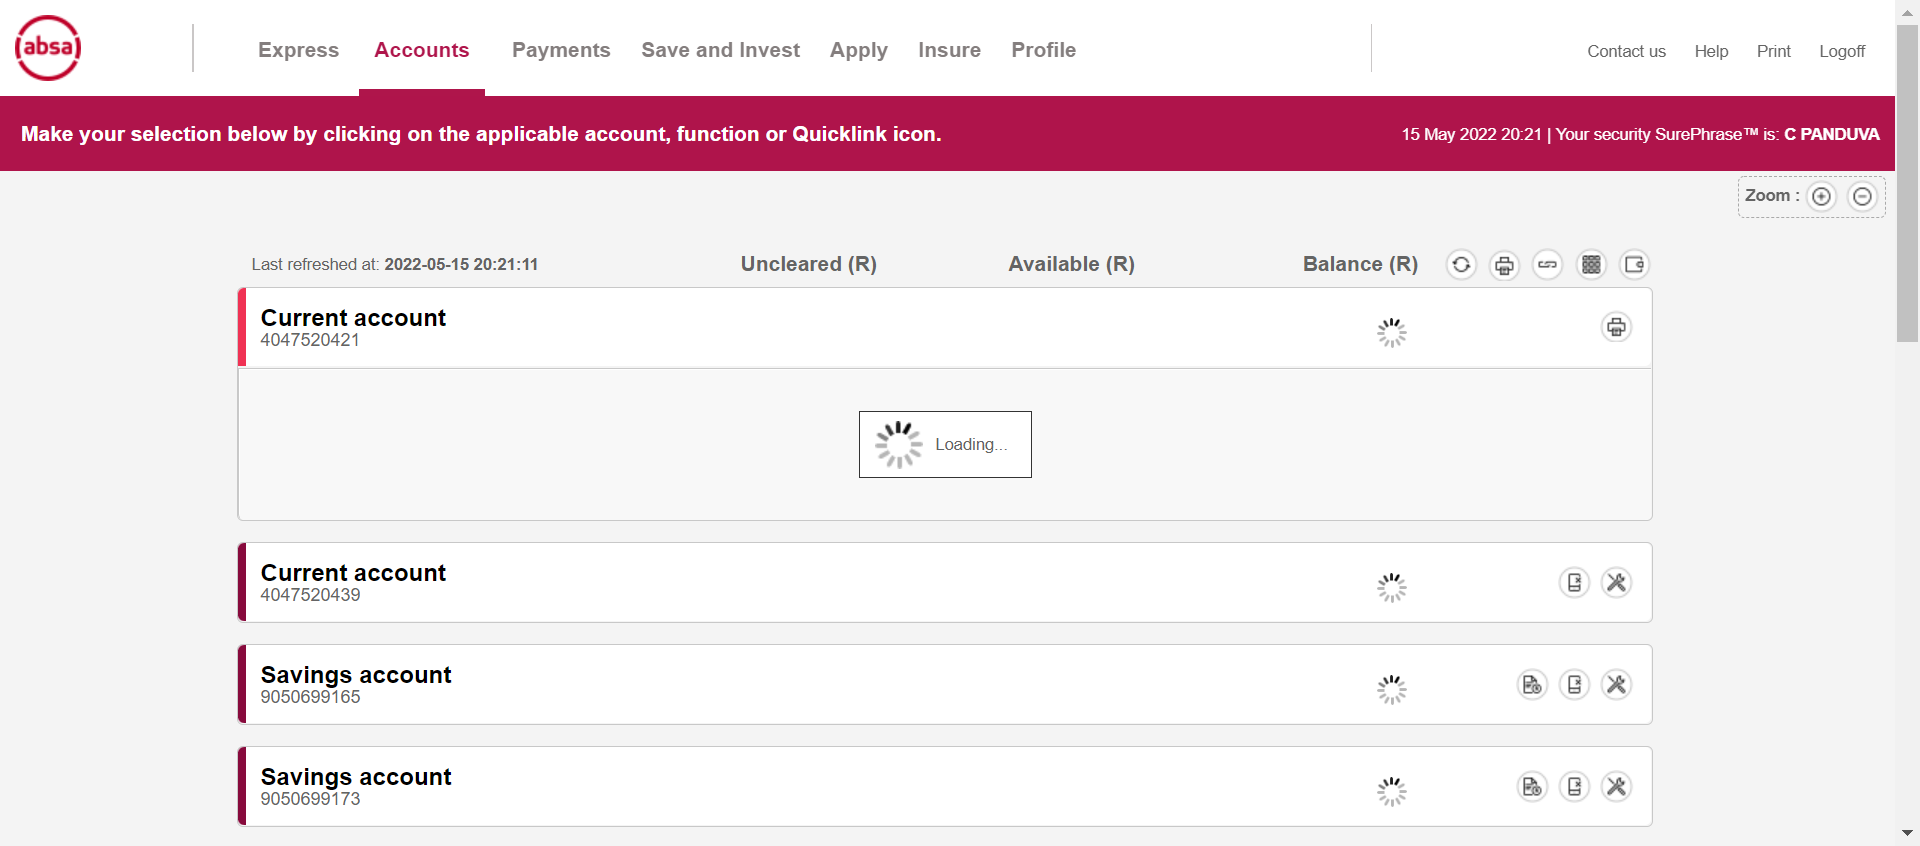 absa
Express Accounts Payments Save and Invest Apply Insure Profile
Contact us Help Print Logoff
Make your selection below by clicking on the applicable account, function or Quicklink icon.
15 May 2022 20:21 | Your security SurePhrase™ is: C PANDUVA
Zoom :
Last refreshed at: 2022-05-15 20:21:11 Uncleared (R) Available (R) Balance (R)
Current account
4047520421
Loading...
Current account
4047520439
Savings account
9050699165
Savings account
9050699173